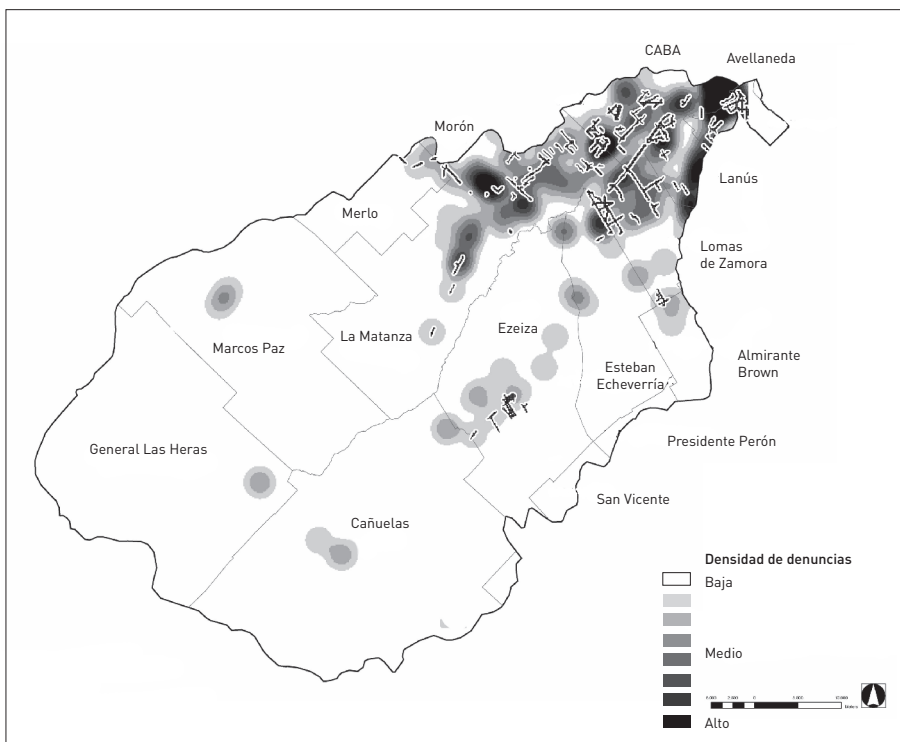 CABA
Avellaneda
Morón
Lanús
Merlo
Lomas
de Zamora
Ezeiza
La Matanza
Marcos Paz
Esteban
Echeverría
Almirante
Brown
General Las Heras
Presidente Perón
San Vicente
Cañuelas
Densidad de denuncias
Baja
Medio
Alto